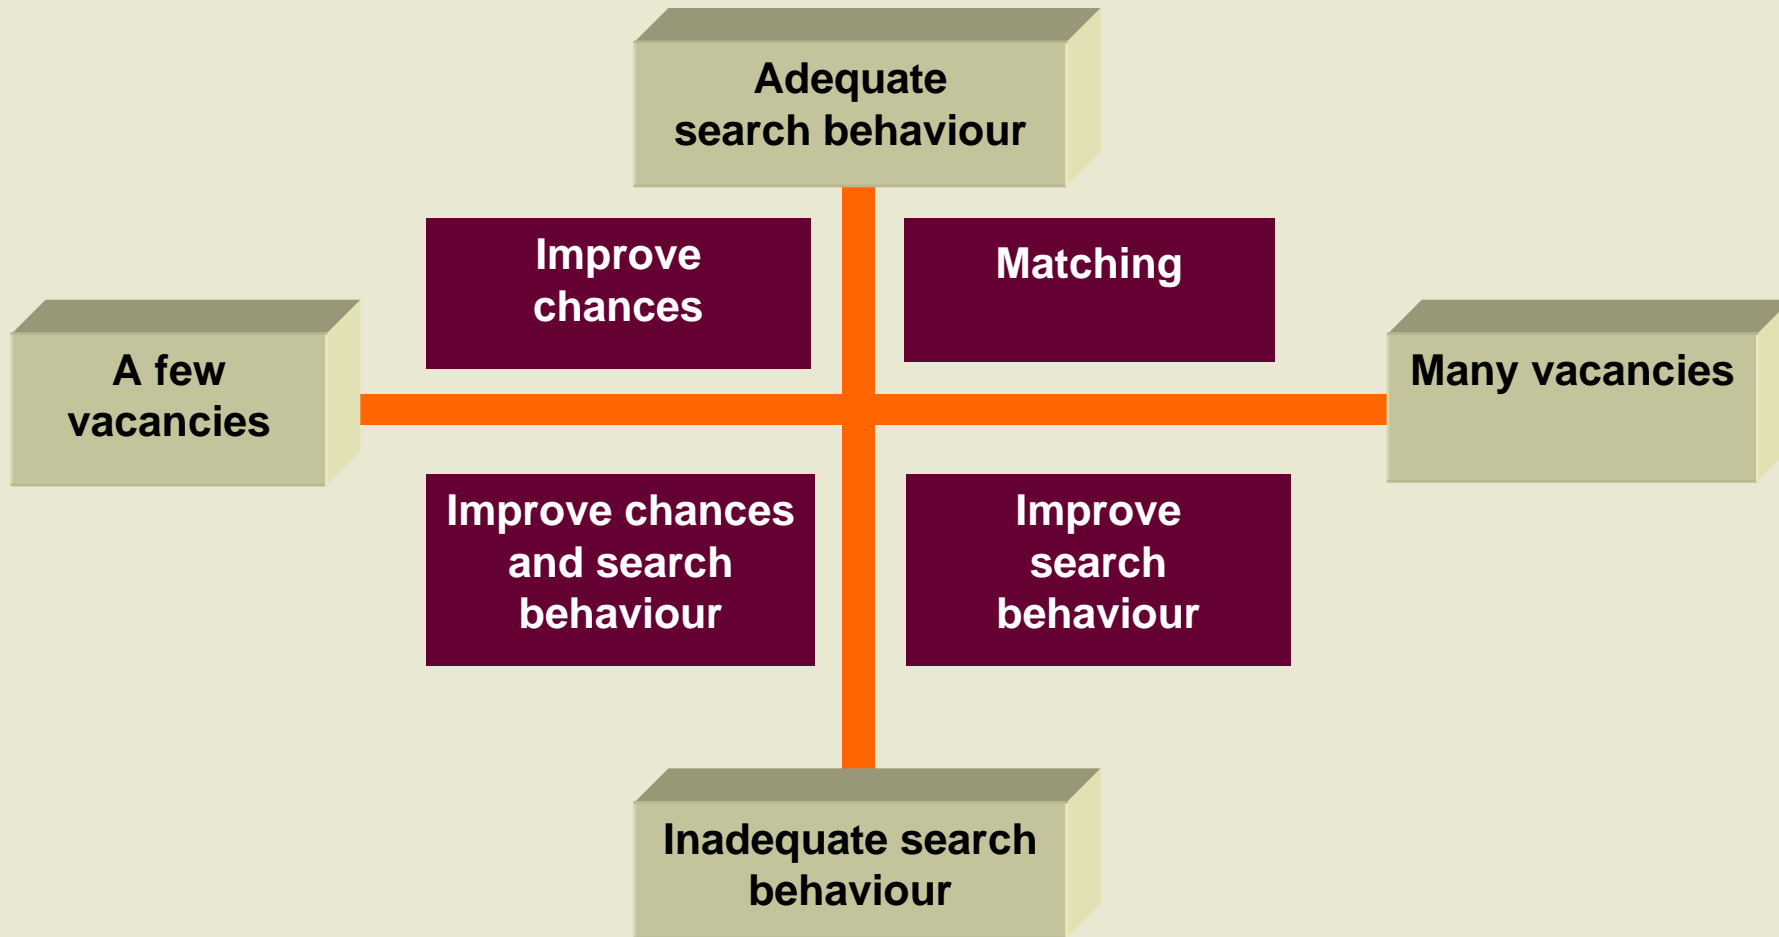 Adequate
search behaviour
Improve
chances
Matching
A few
vacancies
Many vacancies
Improve chances
and search
behaviour
Improve
search
behaviour
Inadequate search
behaviour